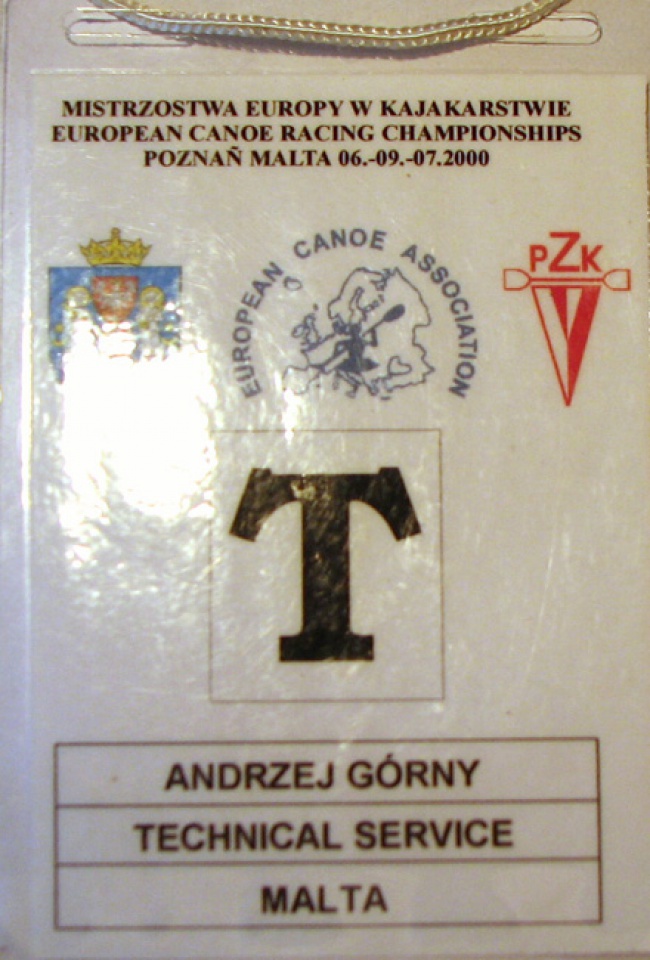 MISTRZOSTWA EUROPY W KAJAKARSTWIE
EUROPEAN CANOE RACING CHAMPIONSHIPS
POZNAÑ MALTA 06.-09.-07.2000
EUROPEAN CANOE ASSOCIATION
PZK
T
ANDRZEJ GÓRNY
TECHNICAL SERVICE
MALTA